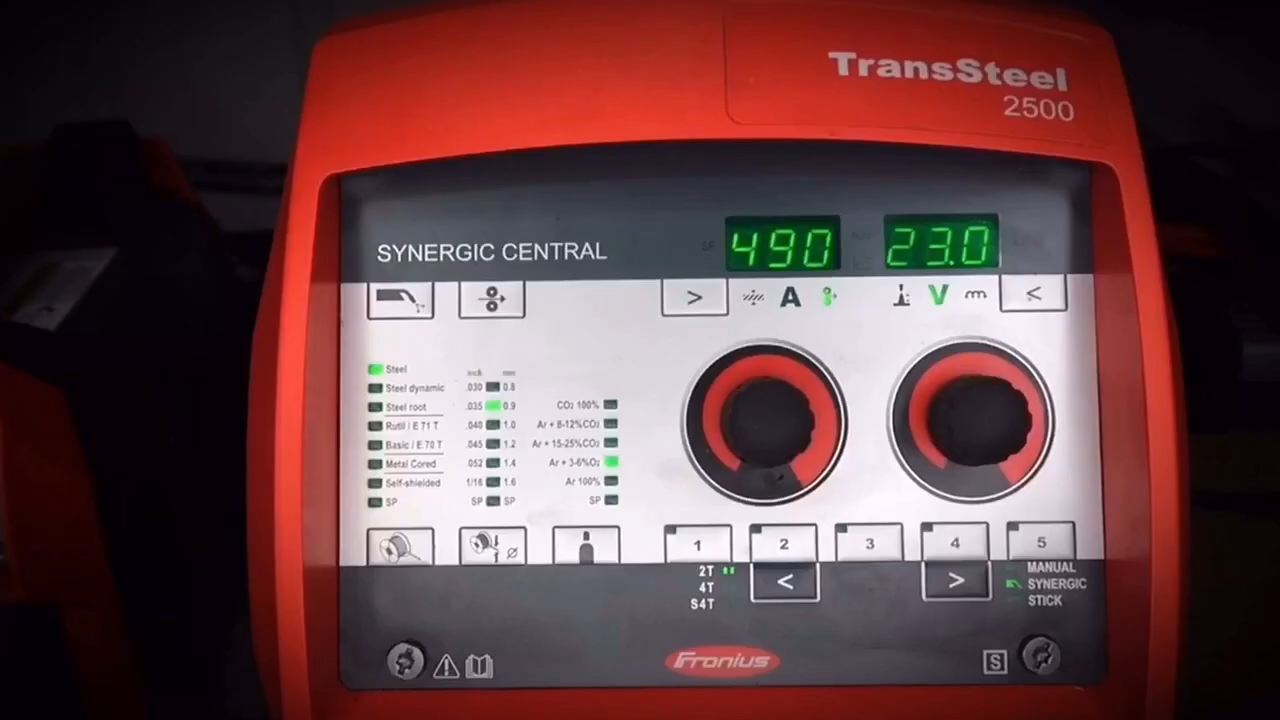 TransSteel
2500
SYNERGIC CENTRAL
490
23.0
> A V <
Steel
Steel dynamic
Steel root
Rutil / E 71 T
Basic / E 70 T
Metal Cored
Self-shielded
SP
inch mm
.030 0.8
.035 0.9
.040 1.0
.045 1.2
.052 1.4
1/16 1.6
SP SP
CO2 100%
Ar + 8-12%CO2
Ar + 15-25%CO2
Ar + 3-6%O2
Ar 100%
SP
Ø
1 2 3 4 5
2T
4T
S4T
< >
MANUAL
SYNERGIC
STICK
Fronius
S